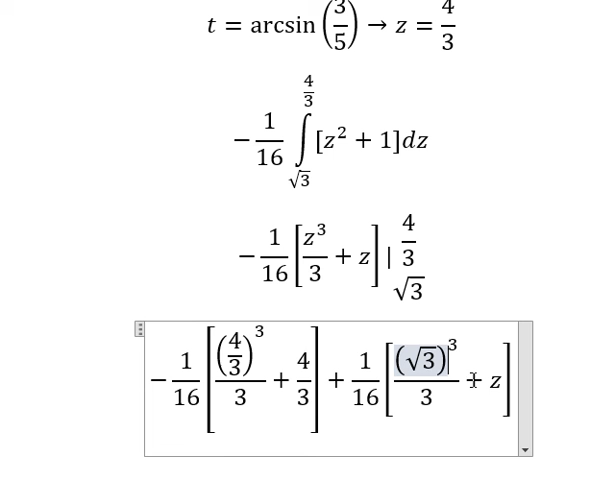 t = arcsin (3/5) → z = 4/3
− 1/16 ∫_{√3}^{4/3} [z² + 1]dz
− 1/16 [z³/3 + z] | 4/3 √3
− 1/16 [(4/3)³/3 + 4/3] + 1/16 [(√3)³/3 + z]